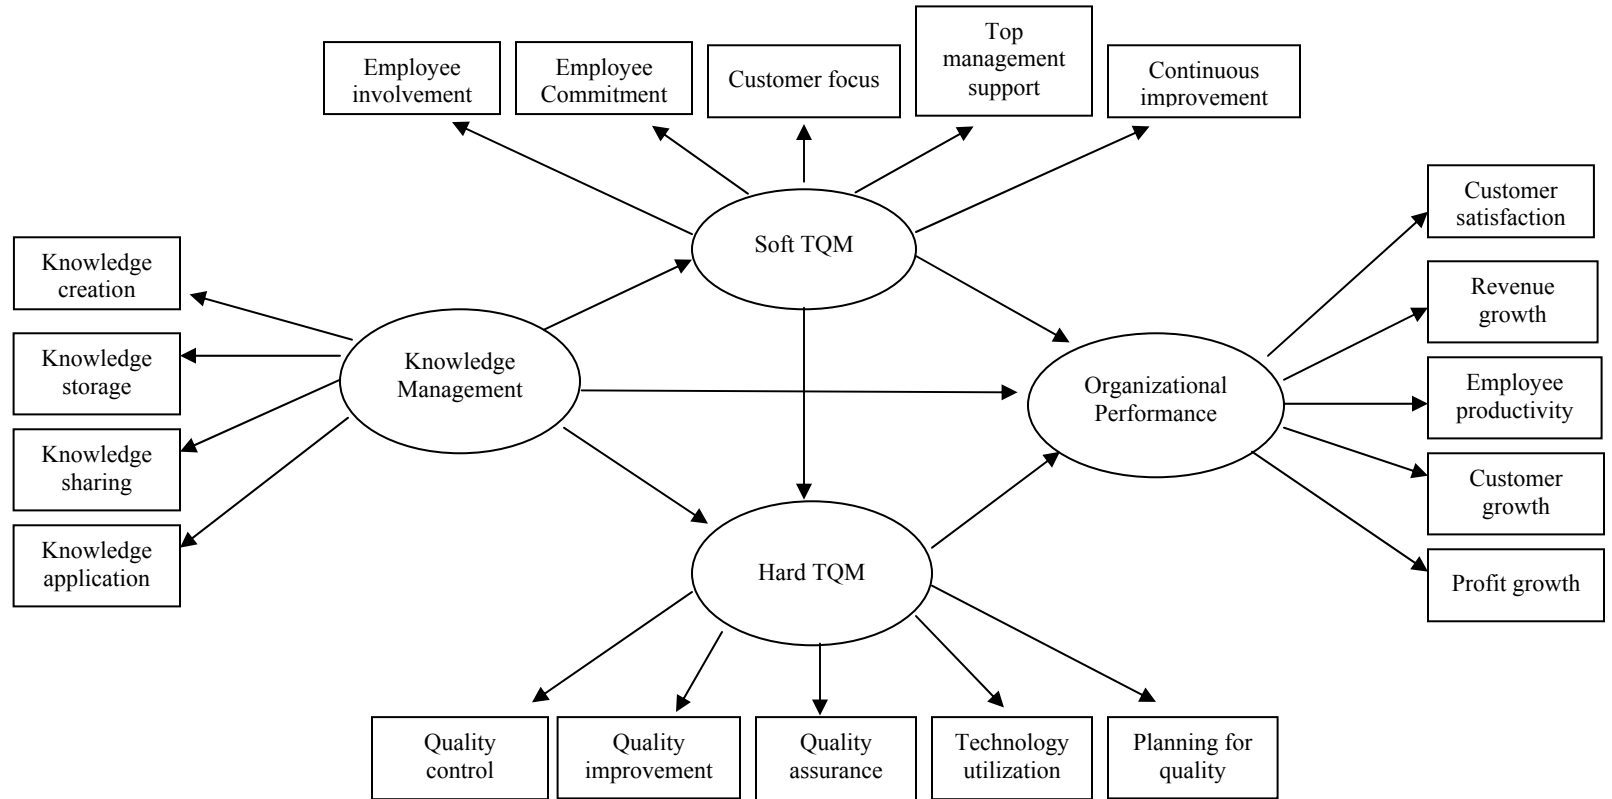 Employee
involvement
Employee
Commitment
Customer focus
Top
management
support
Continuous
improvement
Soft TQM
Customer
satisfaction
Revenue
growth
Employee
productivity
Customer
growth
Profit growth
Knowledge
creation
Knowledge
storage
Knowledge
sharing
Knowledge
application
Knowledge
Management
Organizational
Performance
Hard TQM
Quality
control
Quality
improvement
Quality
assurance
Technology
utilization
Planning for
quality